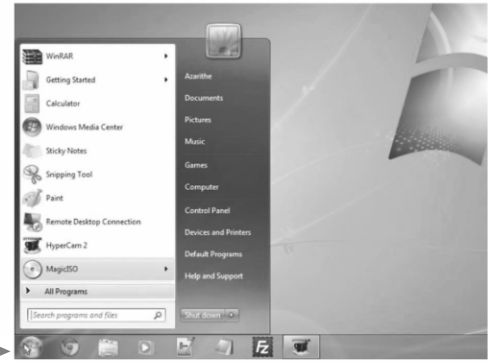 WinRAR
Getting Started
Calculator
Windows Media Center
Sticky Notes
Snipping Tool
Paint
Remote Desktop Connection
HyperCam 2
MagicISO
All Programs
Search programs and files
Azarithe
Documents
Pictures
Music
Games
Computer
Control Panel
Devices and Printers
Default Programs
Help and Support
Shut down
Fz